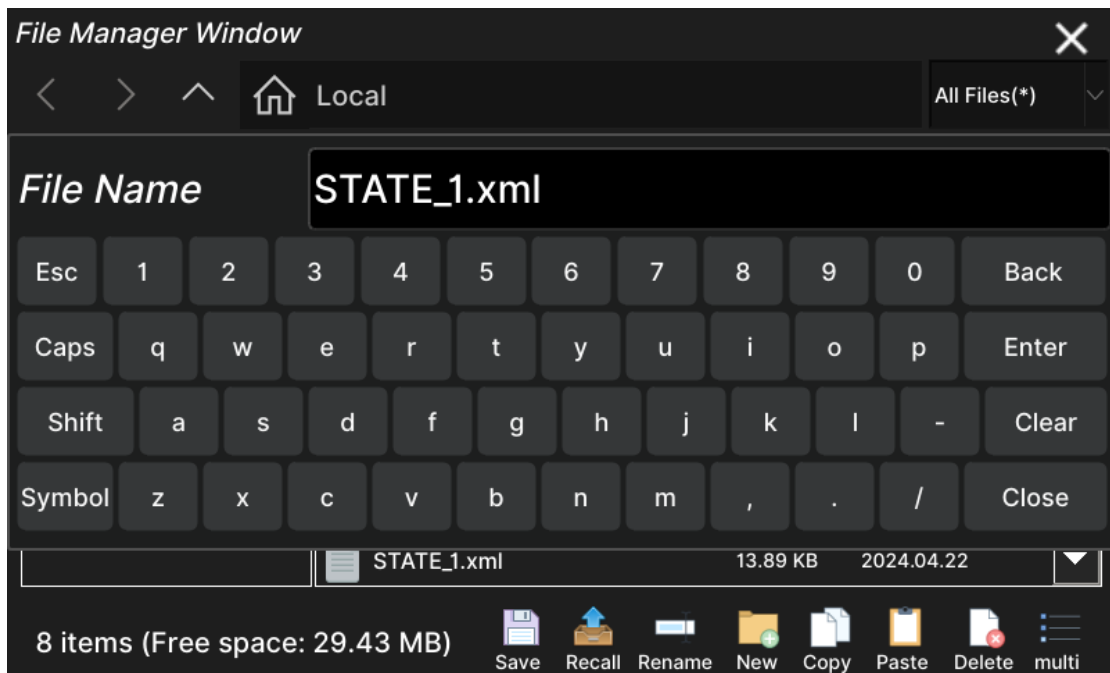 File Manager Window
Local All Files(*)
File Name STATE_1.xml
Esc 1 2 3 4 5 6 7 8 9 0 Back
Caps q w e r t y u i o p Enter
Shift a s d f g h j k l - Clear
Symbol z x c v b n m , . / Close
STATE_1.xml 13.89 KB 2024.04.22
8 items (Free space: 29.43 MB) Save Recall Rename New Copy Paste Delete multi